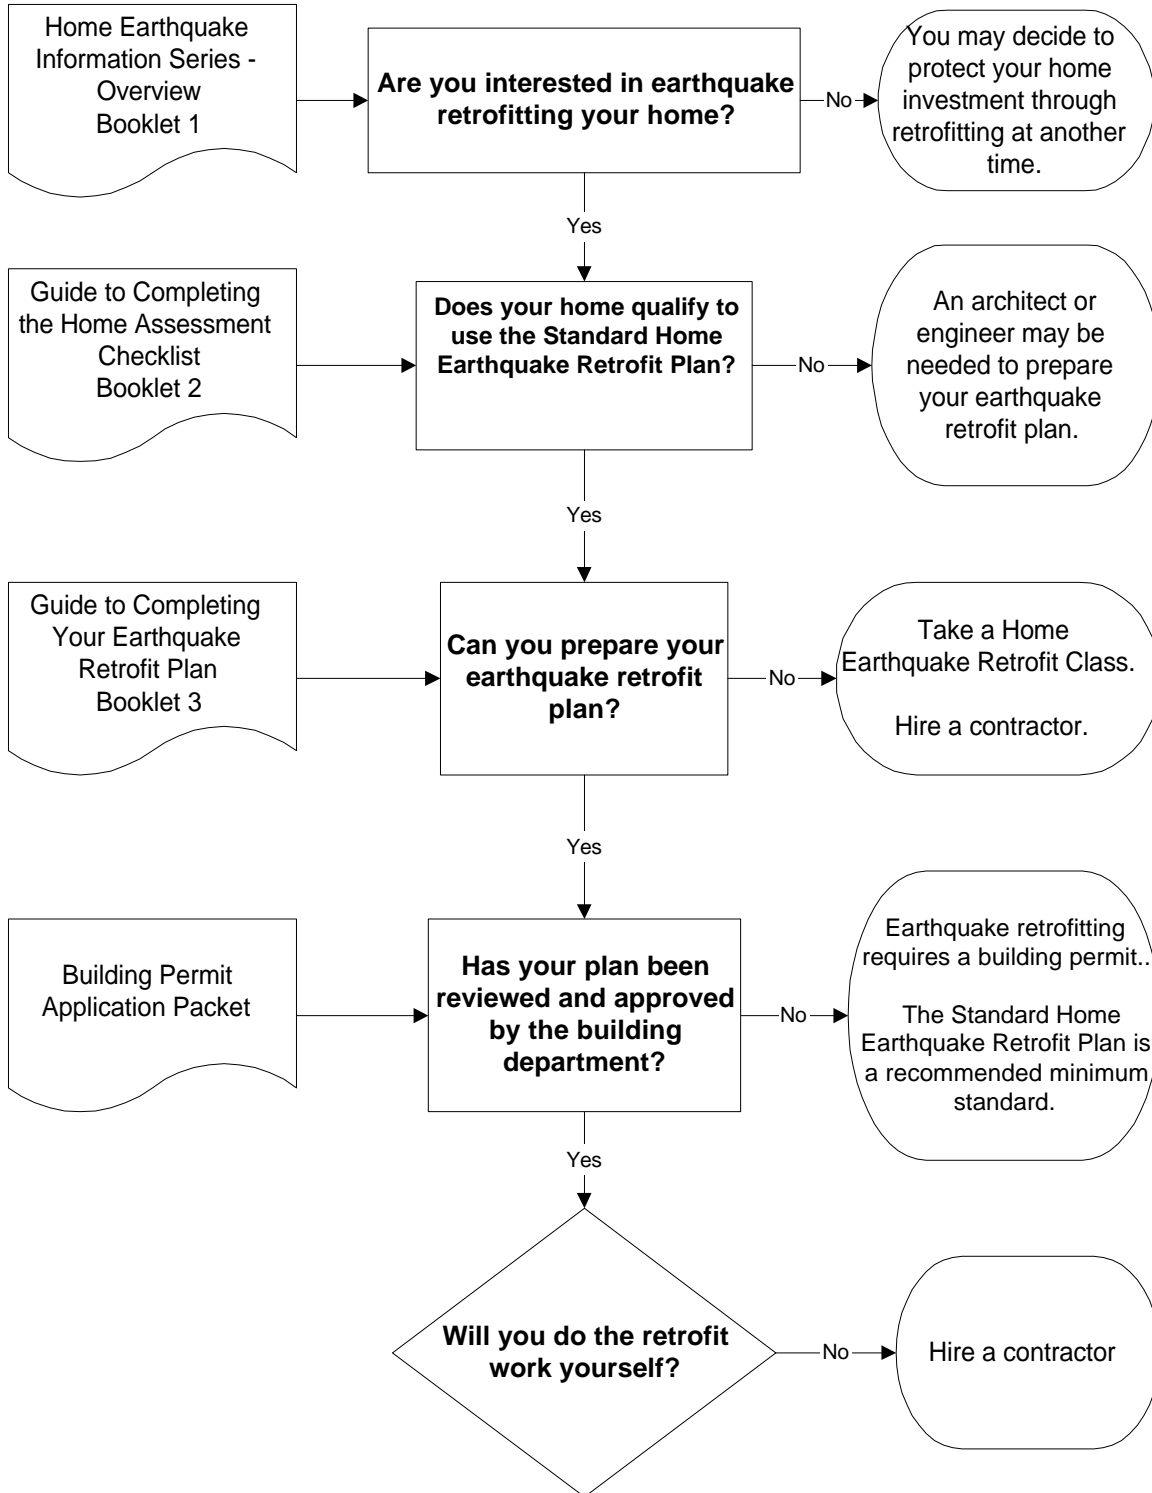 Home Earthquake
Information Series -
Overview
Booklet 1
Are you interested in earthquake
retrofitting your home?
No
You may decide to
protect your home
investment through
retrofitting at another
time.
Yes
Guide to Completing
the Home Assessment
Checklist
Booklet 2
Does your home qualify to
use the Standard Home
Earthquake Retrofit Plan?
No
An architect or
engineer may be
needed to prepare
your earthquake
retrofit plan.
Yes
Guide to Completing
Your Earthquake
Retrofit Plan
Booklet 3
Can you prepare your
earthquake retrofit
plan?
No
Take a Home
Earthquake Retrofit Class.
Hire a contractor.
Yes
Building Permit
Application Packet
Has your plan been
reviewed and approved
by the building
department?
No
Earthquake retrofitting
requires a building permit..
The Standard Home
Earthquake Retrofit Plan is
a recommended minimum
standard.
Yes
Will you do the retrofit
work yourself?
No
Hire a contractor